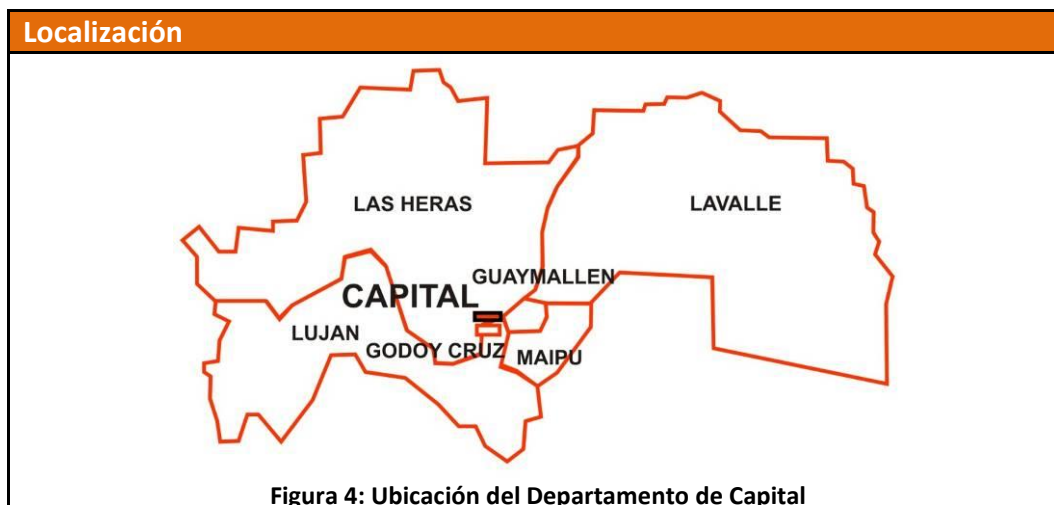 Localización
LAS HERAS
LAVALLE
GUAYMALLEN
CAPITAL
LUJAN
GODOY CRUZ
MAIPU
Figura 4: Ubicación del Departamento de Capital